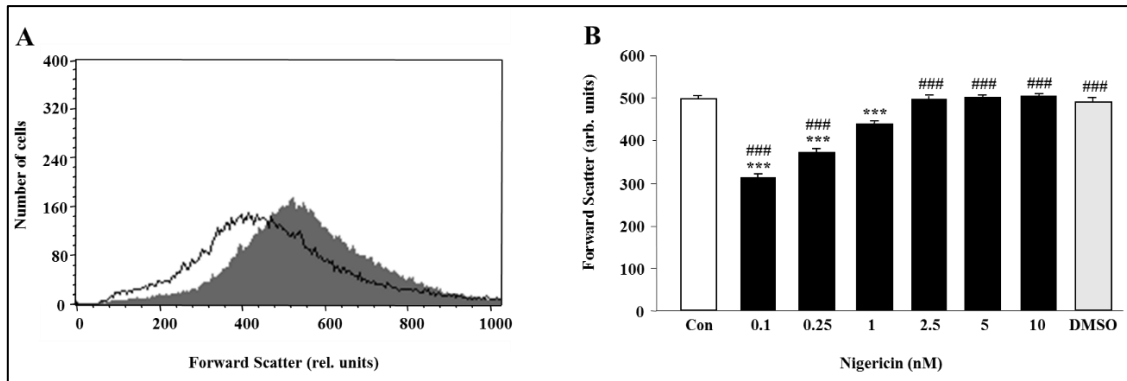 A
400
320
240
160
80
0
Number of cells
0 200 400 600 800 1000
Forward Scatter (rel. units)
B
600
500
400
300
200
100
0
Forward Scatter (arb. units)
###
***
###
***
***
###
###
###
###
Con 0.1 0.25 1 2.5 5 10 DMSO
Nigericin (nM)